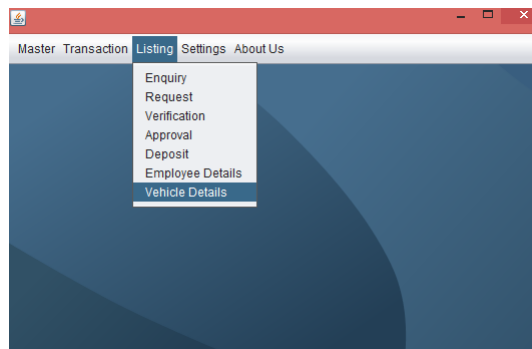 Master Transaction Listing Settings About Us
Enquiry
Request
Verification
Approval
Deposit
Employee Details
Vehicle Details